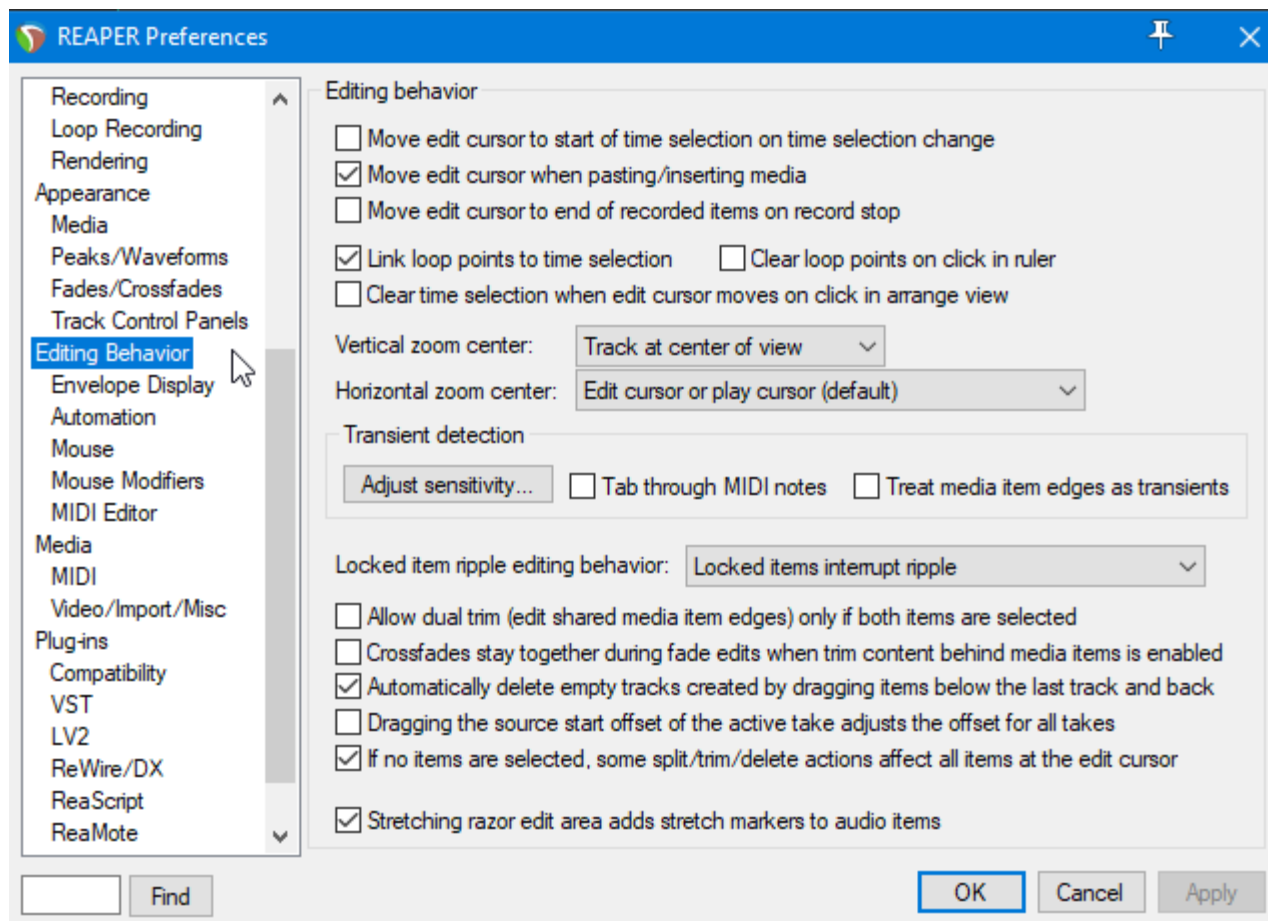 REAPER Preferences
Recording
Loop Recording
Rendering
Appearance
Media
Peaks/Waveforms
Fades/Crossfades
Track Control Panels
Editing Behavior
Envelope Display
Automation
Mouse
Mouse Modifiers
MIDI Editor
Media
MIDI
Video/Import/Misc
Plug-ins
Compatibility
VST
LV2
ReWire/DX
ReaScript
ReaMote
Find
Editing behavior
Move edit cursor to start of time selection on time selection change
Move edit cursor when pasting/inserting media
Move edit cursor to end of recorded items on record stop
Link loop points to time selection Clear loop points on click in ruler
Clear time selection when edit cursor moves on click in arrange view
Vertical zoom center: Track at center of view
Horizontal zoom center: Edit cursor or play cursor (default)
Transient detection
Adjust sensitivity... Tab through MIDI notes Treat media item edges as transients
Locked item ripple editing behavior: Locked items interrupt ripple
Allow dual trim (edit shared media item edges) only if both items are selected
Crossfades stay together during fade edits when trim content behind media items is enabled
Automatically delete empty tracks created by dragging items below the last track and back
Dragging the source start offset of the active take adjusts the offset for all takes
If no items are selected, some split/trim/delete actions affect all items at the edit cursor
Stretching razor edit area adds stretch markers to audio items
OK Cancel Apply